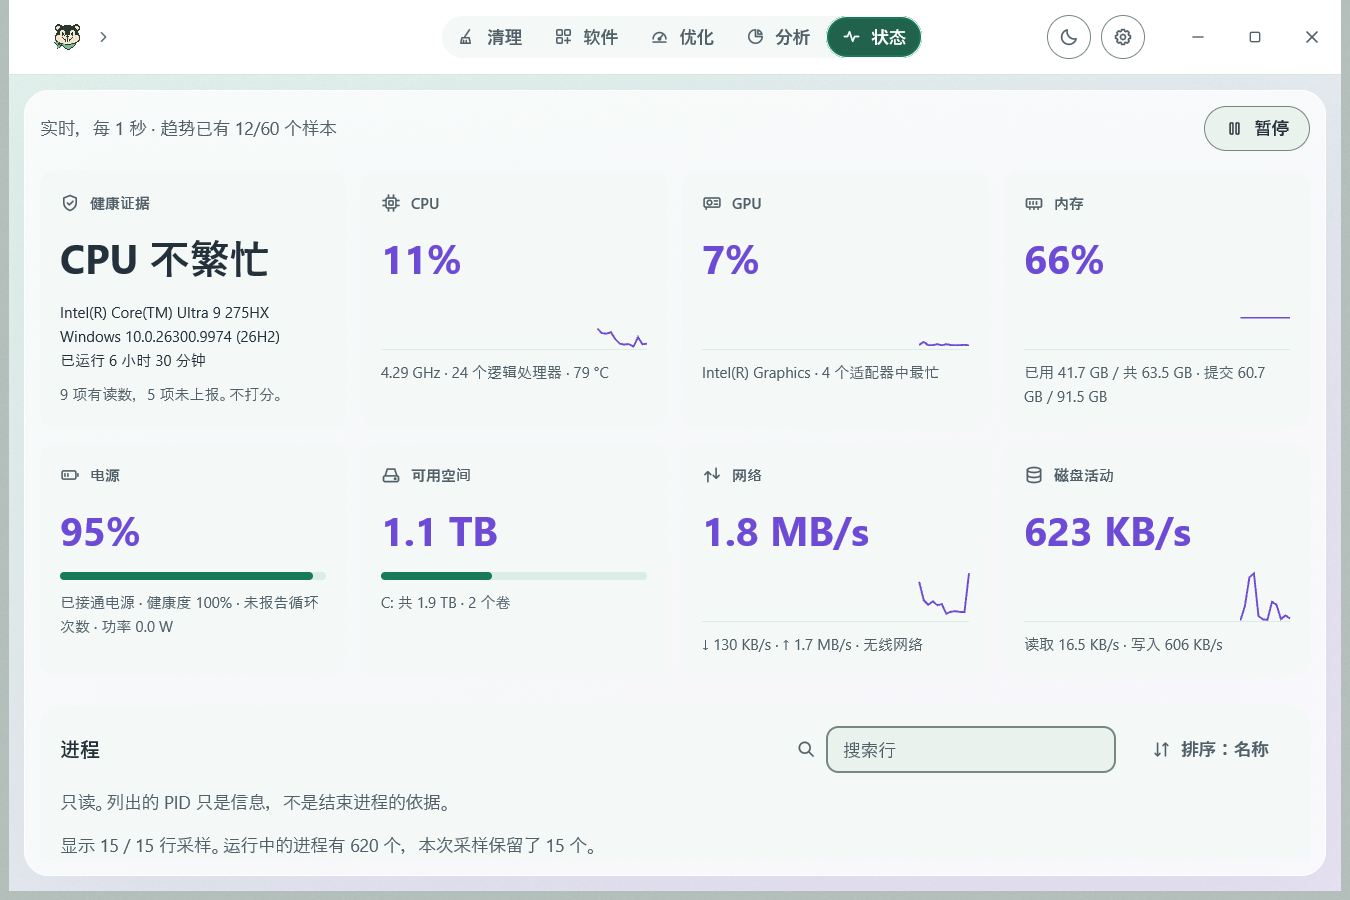 清理
软件
优化
分析
状态
实时，每 1 秒 · 趋势已有 12/60 个样本
暂停
健康证据
CPU 不繁忙
Intel(R) Core(TM) Ultra 9 275HX
Windows 10.0.26300.9974 (26H2)
已运行 6 小时 30 分钟
9 项有读数，5 项未上报。不打分。
CPU
11%
4.29 GHz · 24 个逻辑处理器 · 79 °C
GPU
7%
Intel(R) Graphics · 4 个适配器中最忙
内存
66%
已用 41.7 GB / 共 63.5 GB · 提交 60.7
GB / 91.5 GB
电源
95%
已接通电源 · 健康度 100% · 未报告循环
次数 · 功率 0.0 W
可用空间
1.1 TB
C: 共 1.9 TB · 2 个卷
网络
1.8 MB/s
↓ 130 KB/s · ↑ 1.7 MB/s · 无线网络
磁盘活动
623 KB/s
读取 16.5 KB/s · 写入 606 KB/s
进程
搜索行
排序：名称
只读。列出的 PID 只是信息，不是结束进程的依据。
显示 15 / 15 行采样。运行中的进程有 620 个，本次采样保留了 15 个。